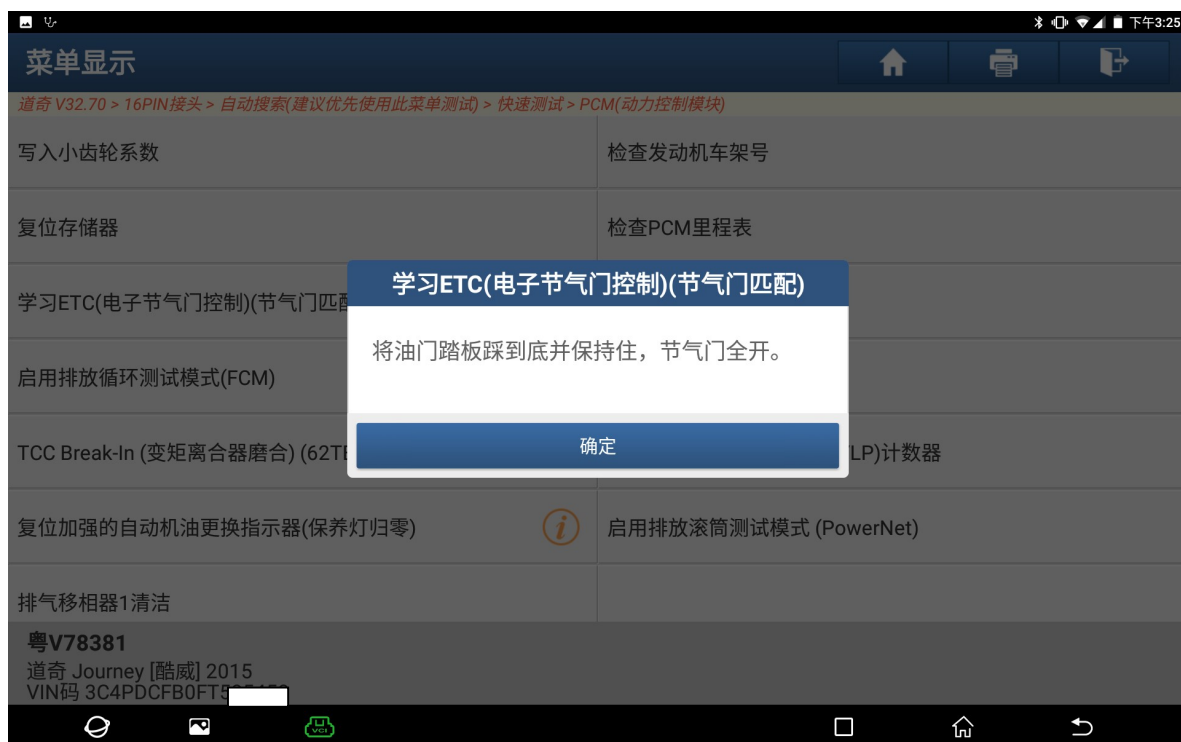 下午3:25
菜单显示
道奇 V32.70 > 16PIN接头 > 自动搜索(建议优先使用此菜单测试) > 快速测试 > PCM(动力控制模块)
写入小齿轮系数
检查发动机车架号
复位存储器
检查PCM里程表
学习ETC(电子节气门控制)(节气门匹配)
学习ETC(电子节气门控制)(节气门匹配
将油门踏板踩到底并保持住，节气门全开。
启用排放循环测试模式(FCM)
确定
TCC Break-In (变矩离合器磨合) (62TE
LP)计数器
复位加强的自动机油更换指示器(保养灯归零)
i
启用排放滚筒测试模式 (PowerNet)
排气移相器1清洁
粤V78381
道奇 Journey [酷威] 2015
VIN码 3C4PDCFB0FT
VCI